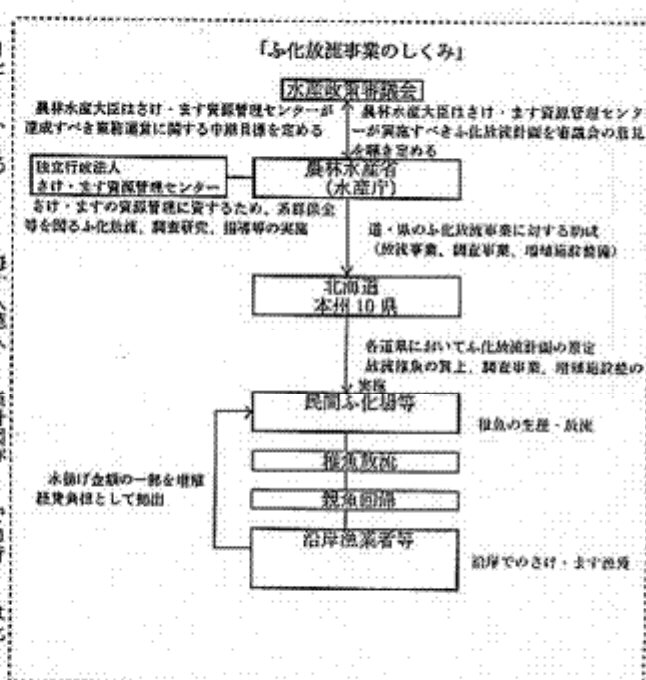 「ふ化放流事業のしくみ」
水産政策審議会
農林水産大臣はさけ・ます資源管理センターが
達成すべき業務運営に関する中期目標を定める
農林水産大臣はさけ・ます資源管理センタ
ーが実施すべきふ化放流計画を審議会の意見
を聴き定める
独立行政法人
さけ・ます資源管理センター
農林水産省
(水産庁)
さけ・ますの資源管理に資するため、系群保全
等を図るふ化放流、調査研究、指導等の実施
道・県のふ化放流事業に対する助成
(放流事業、調査事業、増殖施設整備)
北海道
本州10県
各道県においてふ化放流計画の策定
放流稚魚の買上、調査事業、増殖施設整の
実施
民間ふ化場等
稚魚の生産・放流
稚魚放流
水揚げ金額の一部を増殖
経費負担として拠出
親魚回帰
沿岸漁業者等
沿岸でのさけ・ます漁獲